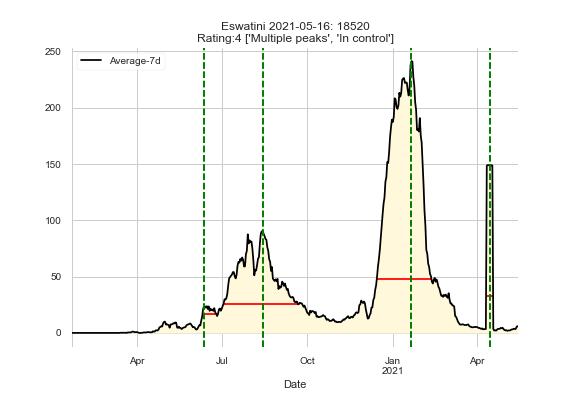 Eswatini 2021-05-16: 18520
Rating:4 ['Multiple peaks', 'In control']
Average-7d
250
200
150
100
50
0
Apr
Jul
Oct
Jan
2021
Apr
Date